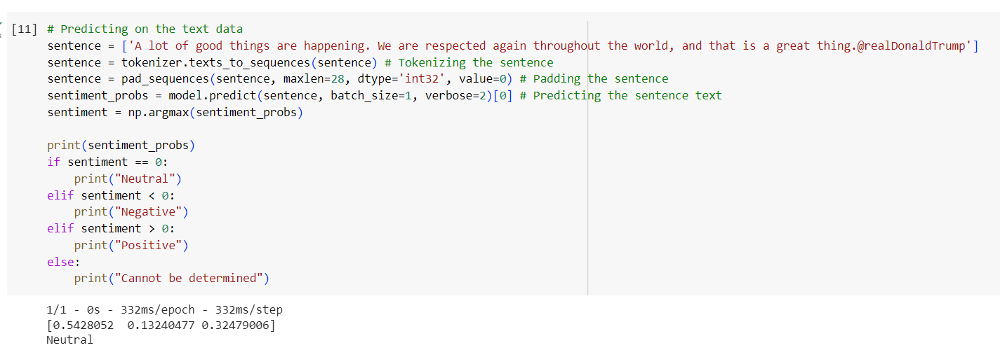 [11] # Predicting on the text data
sentence = ['A lot of good things are happening. We are respected again throughout the world, and that is a great thing.@realDonaldTrump']
sentence = tokenizer.texts_to_sequences(sentence) # Tokenizing the sentence
sentence = pad_sequences(sentence, maxlen=28, dtype='int32', value=0) # Padding the sentence
sentiment_probs = model.predict(sentence, batch_size=1, verbose=2)[0] # Predicting the sentence text
sentiment = np.argmax(sentiment_probs)

print(sentiment_probs)
if sentiment == 0:
    print("Neutral")
elif sentiment < 0:
    print("Negative")
elif sentiment > 0:
    print("Positive")
else:
    print("Cannot be determined")
1/1 - 0s - 332ms/epoch - 332ms/step
[0.5428052  0.13240477 0.32479006]
Neutral